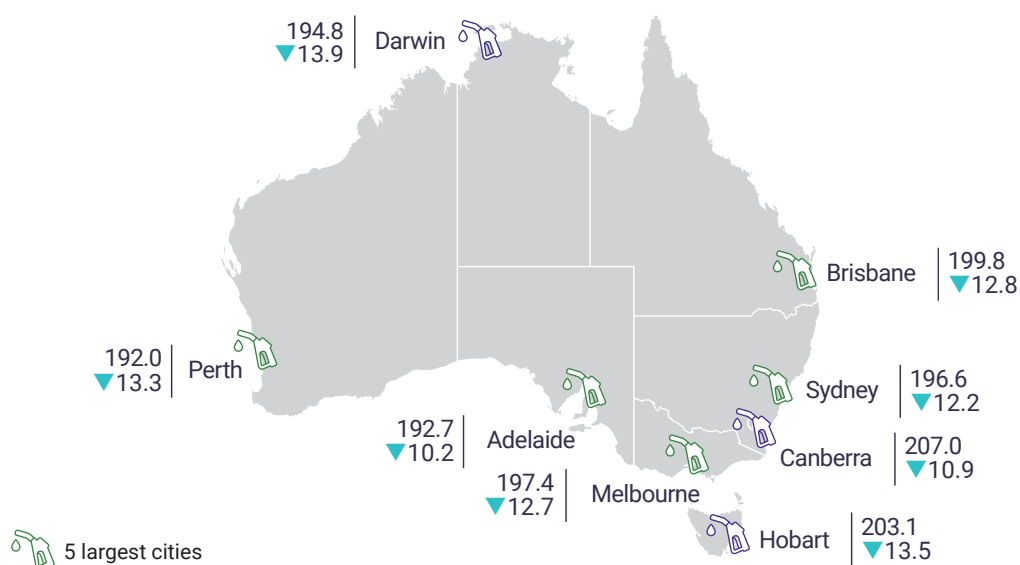 194.8
▼13.9
Darwin
199.8
▼12.8
Brisbane
192.0
▼13.3
Perth
196.6
▼12.2
Sydney
192.7
▼10.2
Adelaide
207.0
▼10.9
Canberra
197.4
▼12.7
Melbourne
203.1
▼13.5
Hobart
5 largest cities